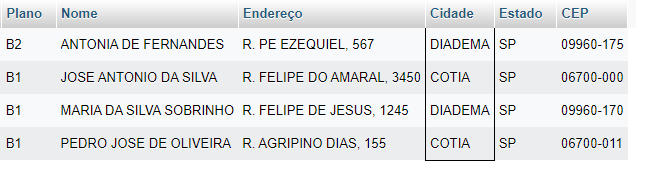 Plano Nome Endereço Cidade Estado CEP
B2 ANTONIA DE FERNANDES R. PE EZEQUIEL, 567 DIADEMA SP 09960-175
B1 JOSE ANTONIO DA SILVA R. FELIPE DO AMARAL, 3450 COTIA SP 06700-000
B1 MARIA DA SILVA SOBRINHO R. FELIPE DE JESUS, 1245 DIADEMA SP 09960-170
B1 PEDRO JOSE DE OLIVEIRA R. AGRIPINO DIAS, 155 COTIA SP 06700-011